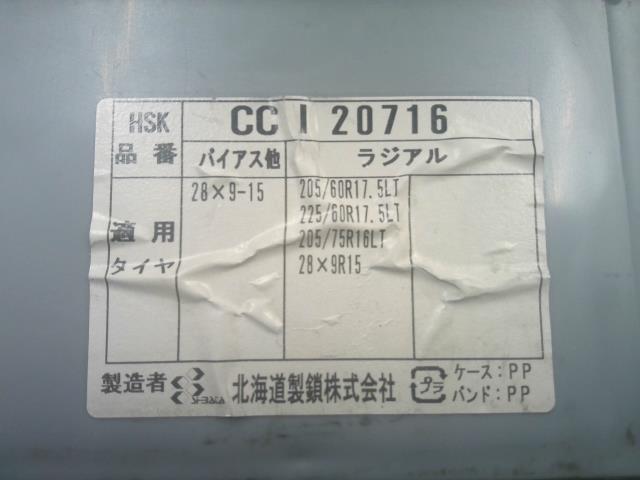 HSK
品番
CC I 20716
バイアス他
ラジアル
適用
タイヤ
28×9-15
205/60R17.5LT
225/60R17.5LT
205/75R16LT
28×9R15
製造者
北海道製鎖株式会社
プラ
ケース:PP
バンド:PP